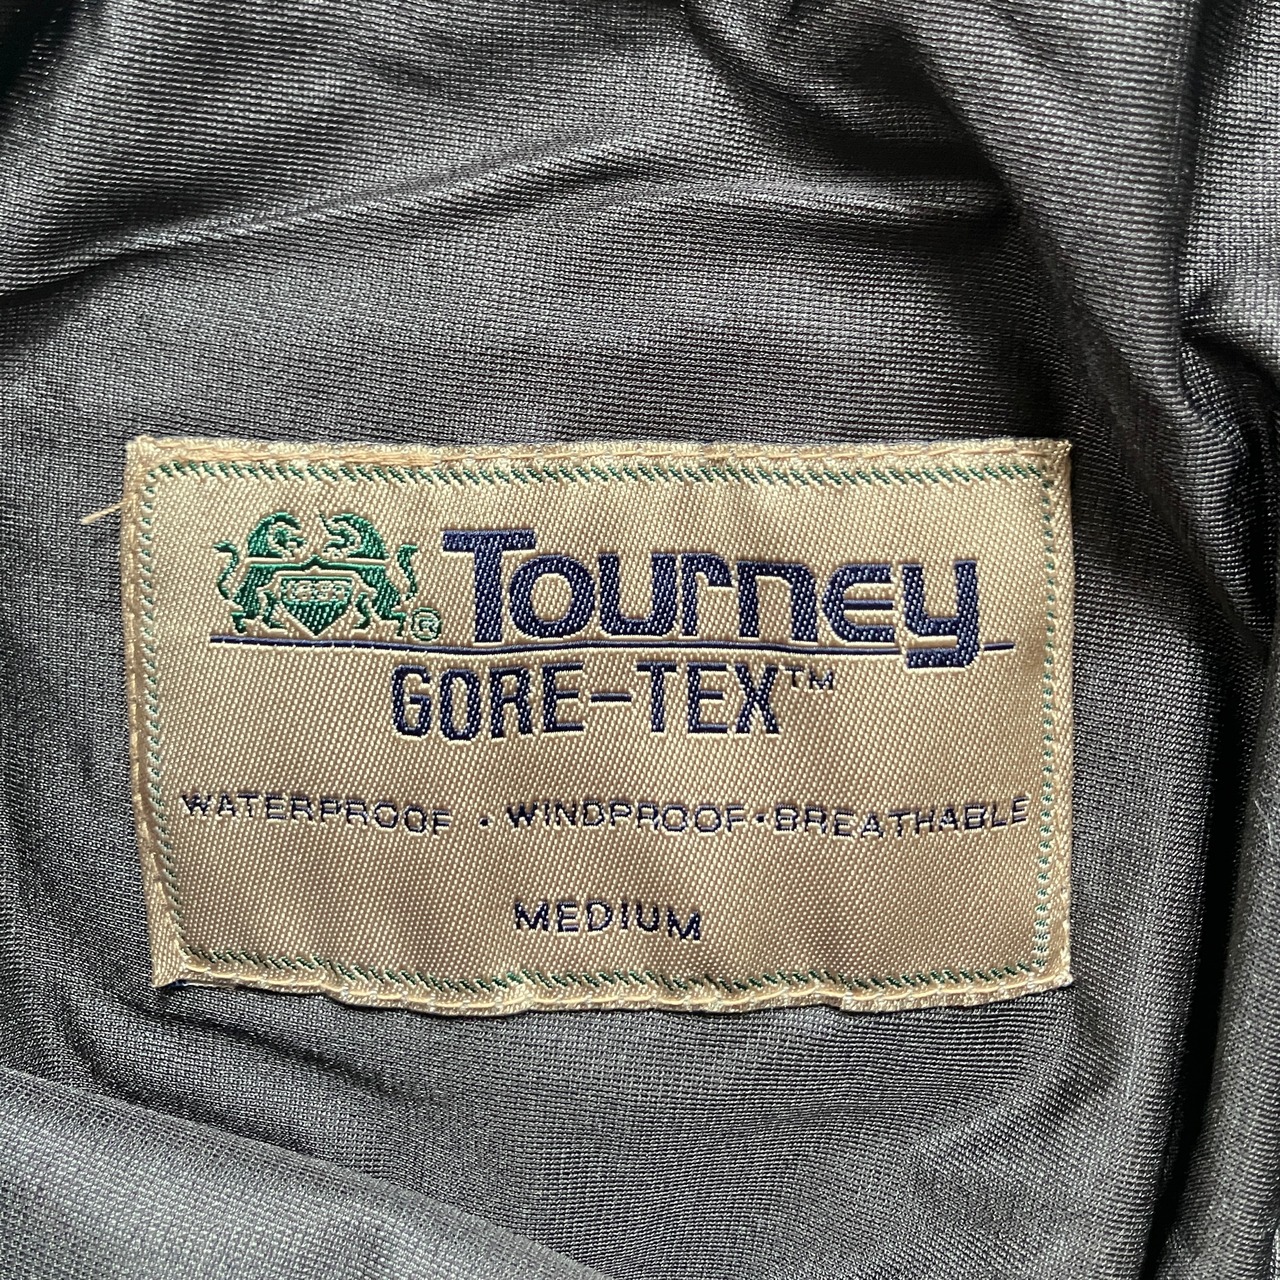 ® Tourney
GORE-TEX™
WATERPROOF · WINDPROOF · BREATHABLE
MEDIUM